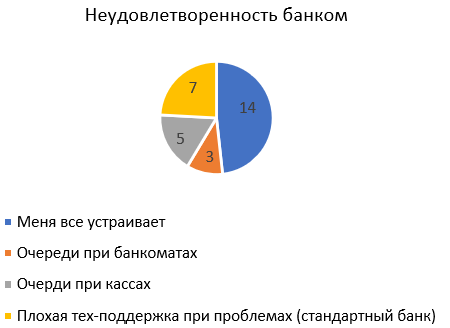 Неудовлетворенность банком
7
14
5
3
Меня все устраивает
Очереди при банкоматах
Очерди при кассах
Плохая тех-поддержка при проблемах (стандартный банк)